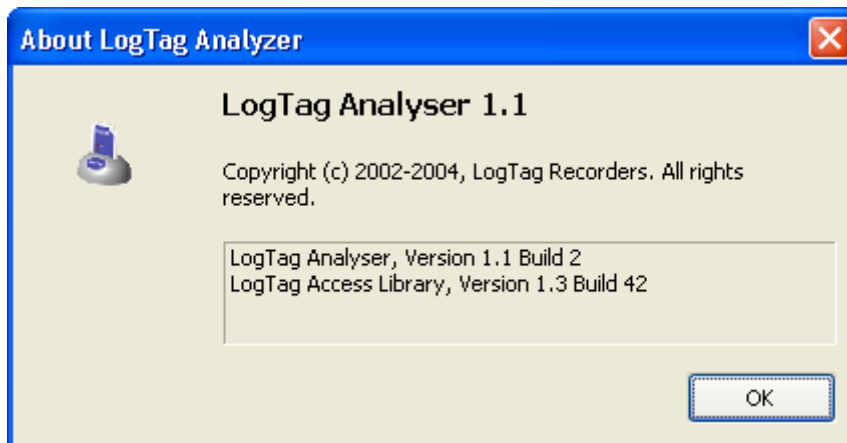 About LogTag Analyzer
LogTag Analyser 1.1
Copyright (c) 2002-2004, LogTag Recorders. All rights
reserved.
LogTag Analyser, Version 1.1 Build 2
LogTag Access Library, Version 1.3 Build 42
OK